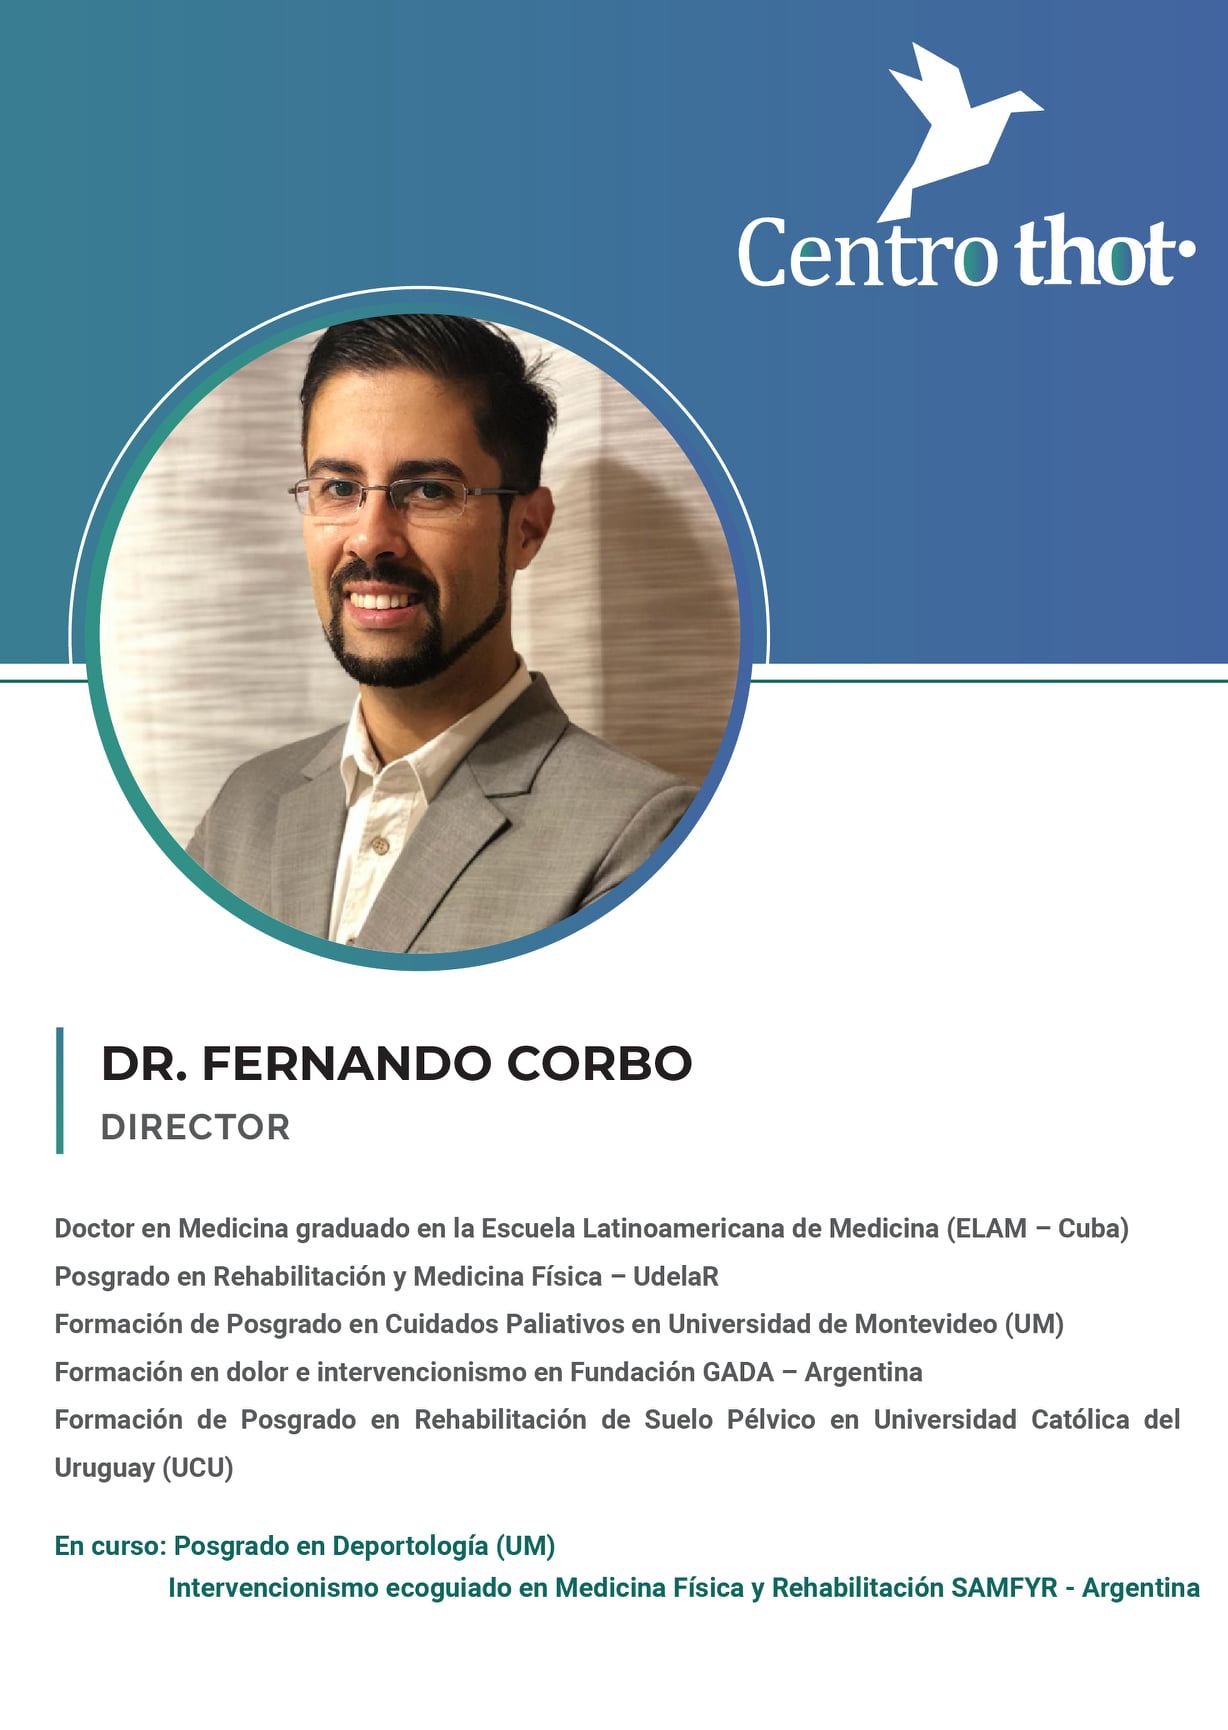 Centro thot
DR. FERNANDO CORBO
DIRECTOR
Doctor en Medicina graduado en la Escuela Latinoamericana de Medicina (ELAM – Cuba)
Posgrado en Rehabilitación y Medicina Física – UdelaR
Formación de Posgrado en Cuidados Paliativos en Universidad de Montevideo (UM)
Formación en dolor e intervencionismo en Fundación GADA – Argentina
Formación de Posgrado en Rehabilitación de Suelo Pélvico en Universidad Católica del
Uruguay (UCU)
En curso: Posgrado en Deportología (UM)
Intervencionismo ecoguiado en Medicina Física y Rehabilitación SAMFYR - Argentina